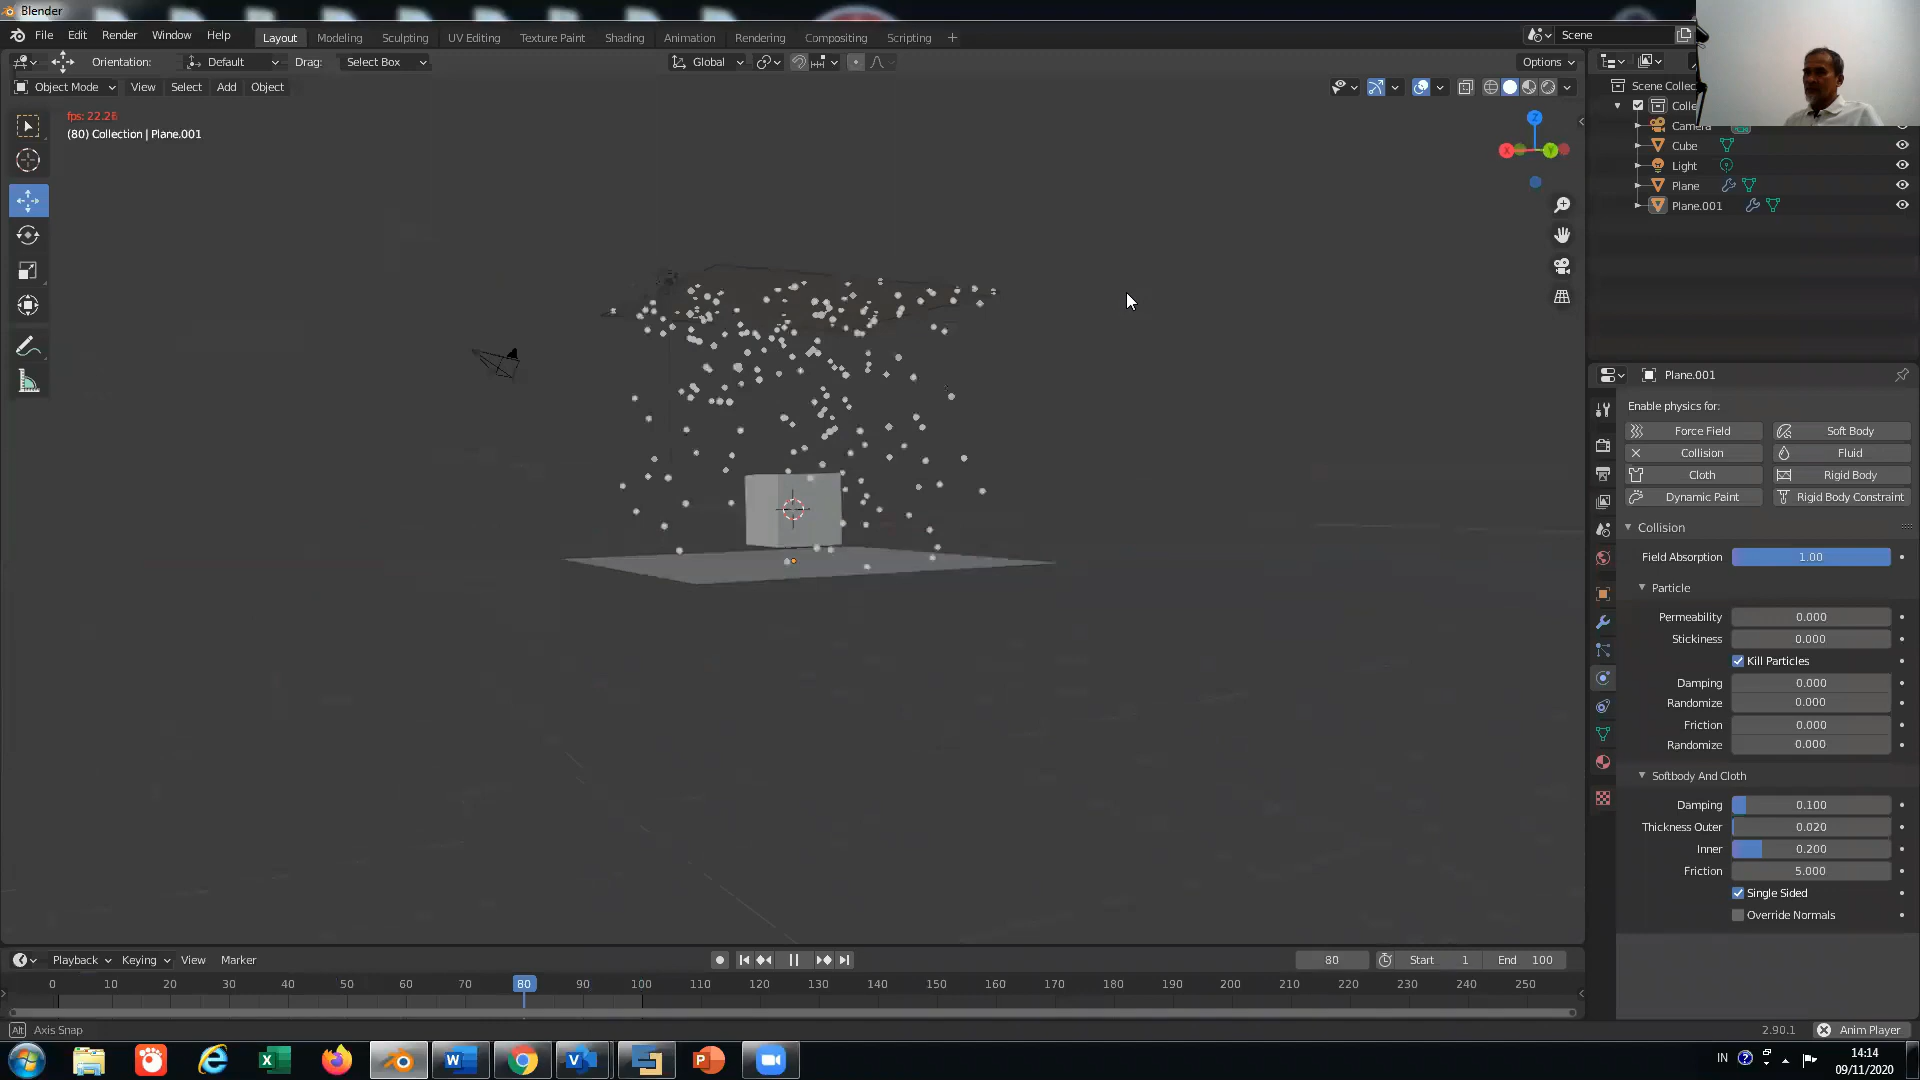 Blender
File Edit Render Window Help
Layout Modeling Sculpting UV Editing Texture Paint Shading Animation Rendering Compositing Scripting
Scene
Orientation: Default Drag: Select Box
Global
Options
Object Mode View Select Add Object
fps: 22.26
(80) Collection | Plane.001
Z
X
Y
Scene Collec
Colle
Camera
Cube
Light
Plane
Plane.001
Plane.001
Enable physics for:
Force Field Soft Body
Collision Fluid
Cloth Rigid Body
Dynamic Paint Rigid Body Constraint
Collision
Field Absorption 1.00
Particle
Permeability 0.000
Stickiness 0.000
Kill Particles
Damping 0.000
Randomize 0.000
Friction 0.000
Randomize 0.000
Softbody And Cloth
Damping 0.100
Thickness Outer 0.020
Inner 0.200
Friction 5.000
Single Sided
Override Normals
Playback Keying View Marker
80 Start 1 End 100
0 10 20 30 40 50 60 70 80 90 100 110 120 130 140 150 160 170 180 190 200 210 220 230 240 250
Alt Axis Snap
2.90.1 Anim Player
IN
14:14
09/11/2020